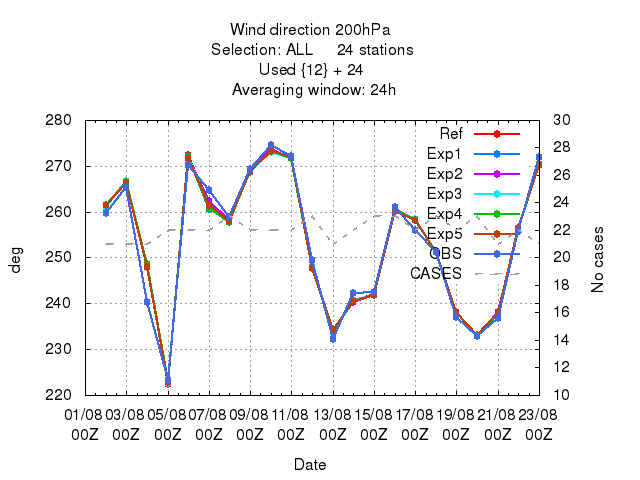 Wind direction 200hPa
Selection: ALL 24 stations
Used {12} + 24
Averaging window: 24h
280
270
260
250
240
230
220
deg
30
28
26
24
22
20
18
16
14
12
10
No cases
Ref
Exp1
Exp2
Exp3
Exp4
Exp5
OBS
CASES
01/08 03/08 05/08 07/08 09/08 11/08 13/08 15/08 17/08 19/08 21/08 23/08
00Z 00Z 00Z 00Z 00Z 00Z 00Z 00Z 00Z 00Z 00Z 00Z
Date